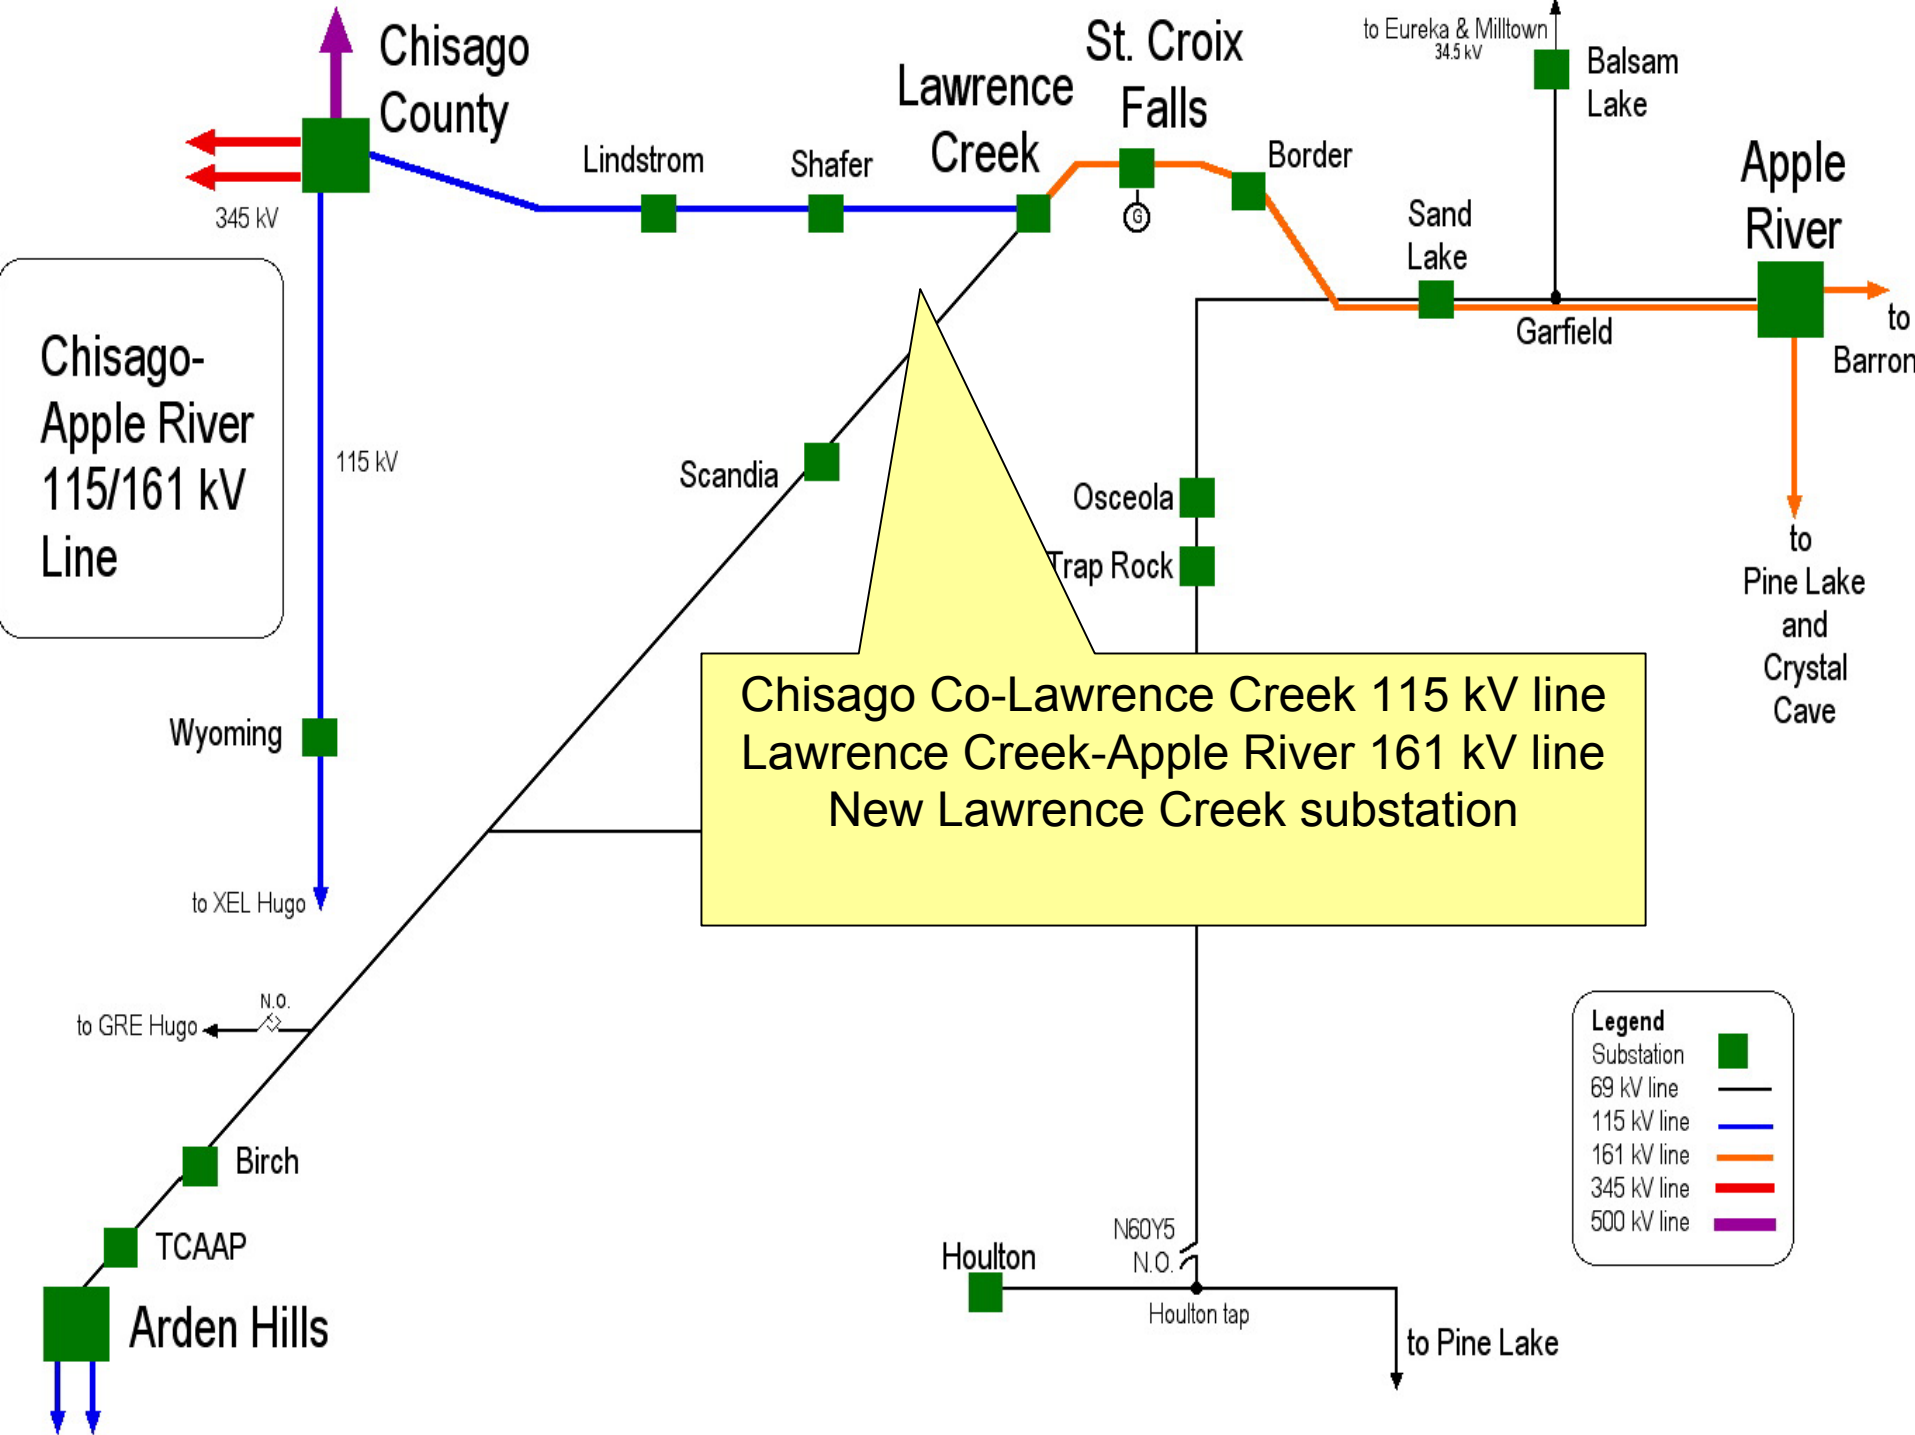 Chisago
County
St. Croix
Falls
Lawrence
Creek
to Eureka & Milltown
34.5 kV
Balsam
Lake
Lindstrom
Shafer
Border
Apple
River
345 kV
G
Sand
Lake
Garfield
to
Barron
Chisago-
Apple River
115/161 kV
Line
115 kV
Scandia
Osceola
Trap Rock
to
Pine Lake
and
Crystal
Cave
Wyoming
Chisago Co-Lawrence Creek 115 kV line
Lawrence Creek-Apple River 161 kV line
New Lawrence Creek substation
to XEL Hugo
N.O.
to GRE Hugo
Legend
Substation
69 kV line
115 kV line
161 kV line
345 kV line
500 kV line
Birch
TCAAP
Arden Hills
N60Y5
N.O.
Houlton
Houlton tap
to Pine Lake